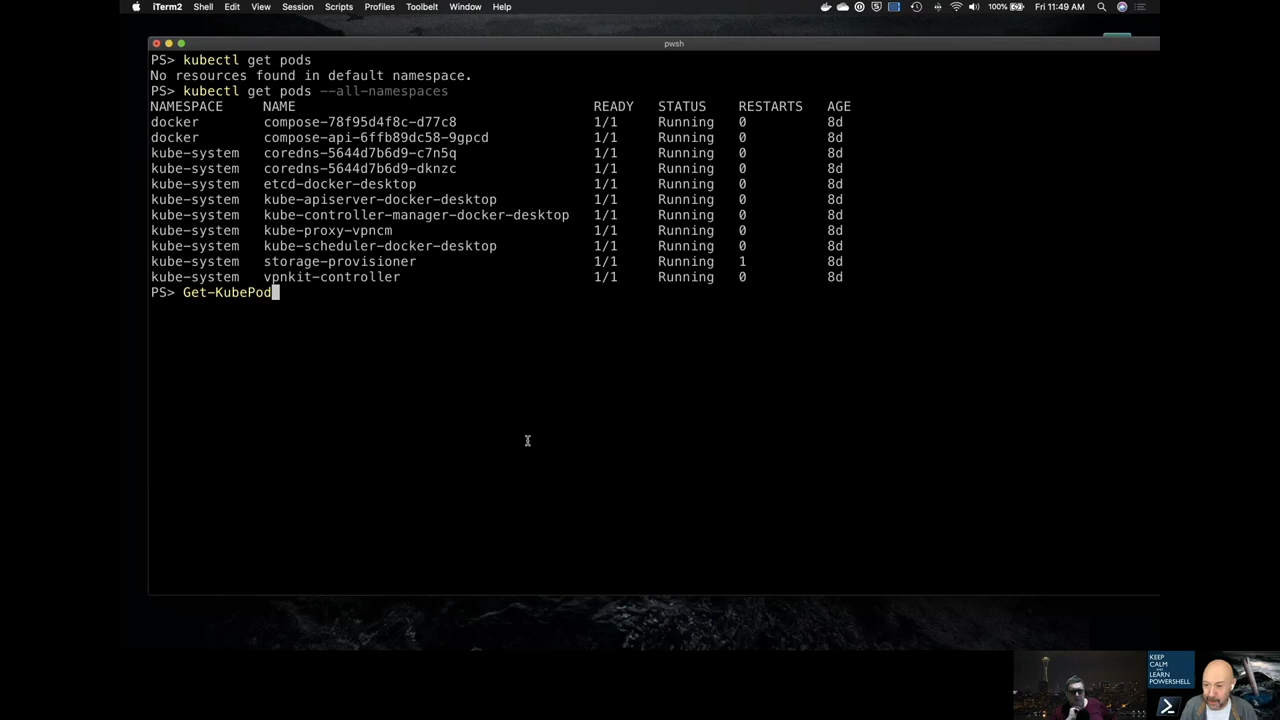 iTerm2 Shell Edit View Session Scripts Profiles Toolbelt Window Help 100% Fri 11:49 AM
pwsh
PS> kubectl get pods
No resources found in default namespace.
PS> kubectl get pods --all-namespaces
NAMESPACE NAME READY STATUS RESTARTS AGE
docker compose-78f95d4f8c-d77c8 1/1 Running 0 8d
docker compose-api-6ffb89dc58-9gpcd 1/1 Running 0 8d
kube-system coredns-5644d7b6d9-c7n5q 1/1 Running 0 8d
kube-system coredns-5644d7b6d9-dknzc 1/1 Running 0 8d
kube-system etcd-docker-desktop 1/1 Running 0 8d
kube-system kube-apiserver-docker-desktop 1/1 Running 0 8d
kube-system kube-controller-manager-docker-desktop 1/1 Running 0 8d
kube-system kube-proxy-vpncm 1/1 Running 0 8d
kube-system kube-scheduler-docker-desktop 1/1 Running 0 8d
kube-system storage-provisioner 1/1 Running 1 8d
kube-system vpnkit-controller 1/1 Running 0 8d
PS> Get-KubePod
KEEP
CALM
AND
LEARN
POWERSHELL